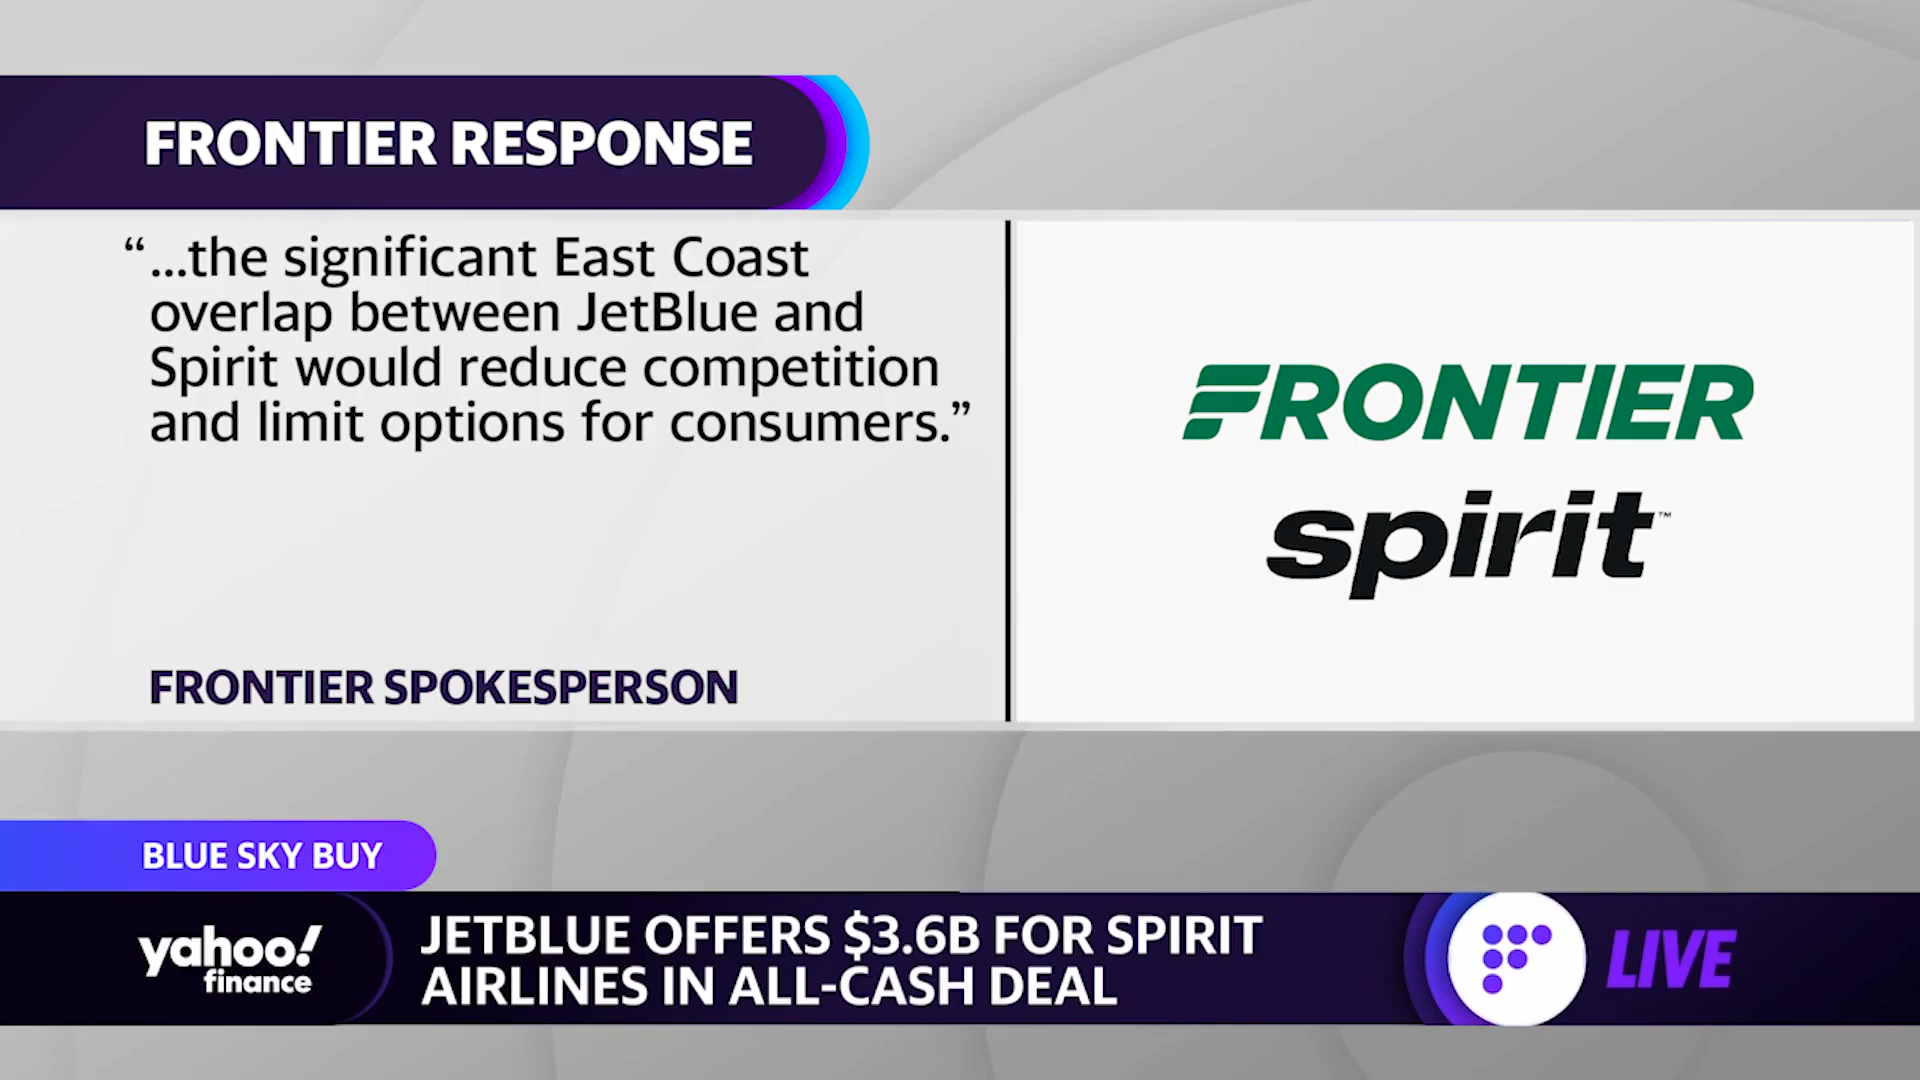 FRONTIER RESPONSE
“...the significant East Coast
overlap between JetBlue and
Spirit would reduce competition
and limit options for consumers.”
FRONTIER SPOKESPERSON
FRONTIER
spirit™
BLUE SKY BUY
yahoo!
finance
JETBLUE OFFERS $3.6B FOR SPIRIT
AIRLINES IN ALL-CASH DEAL
LIVE